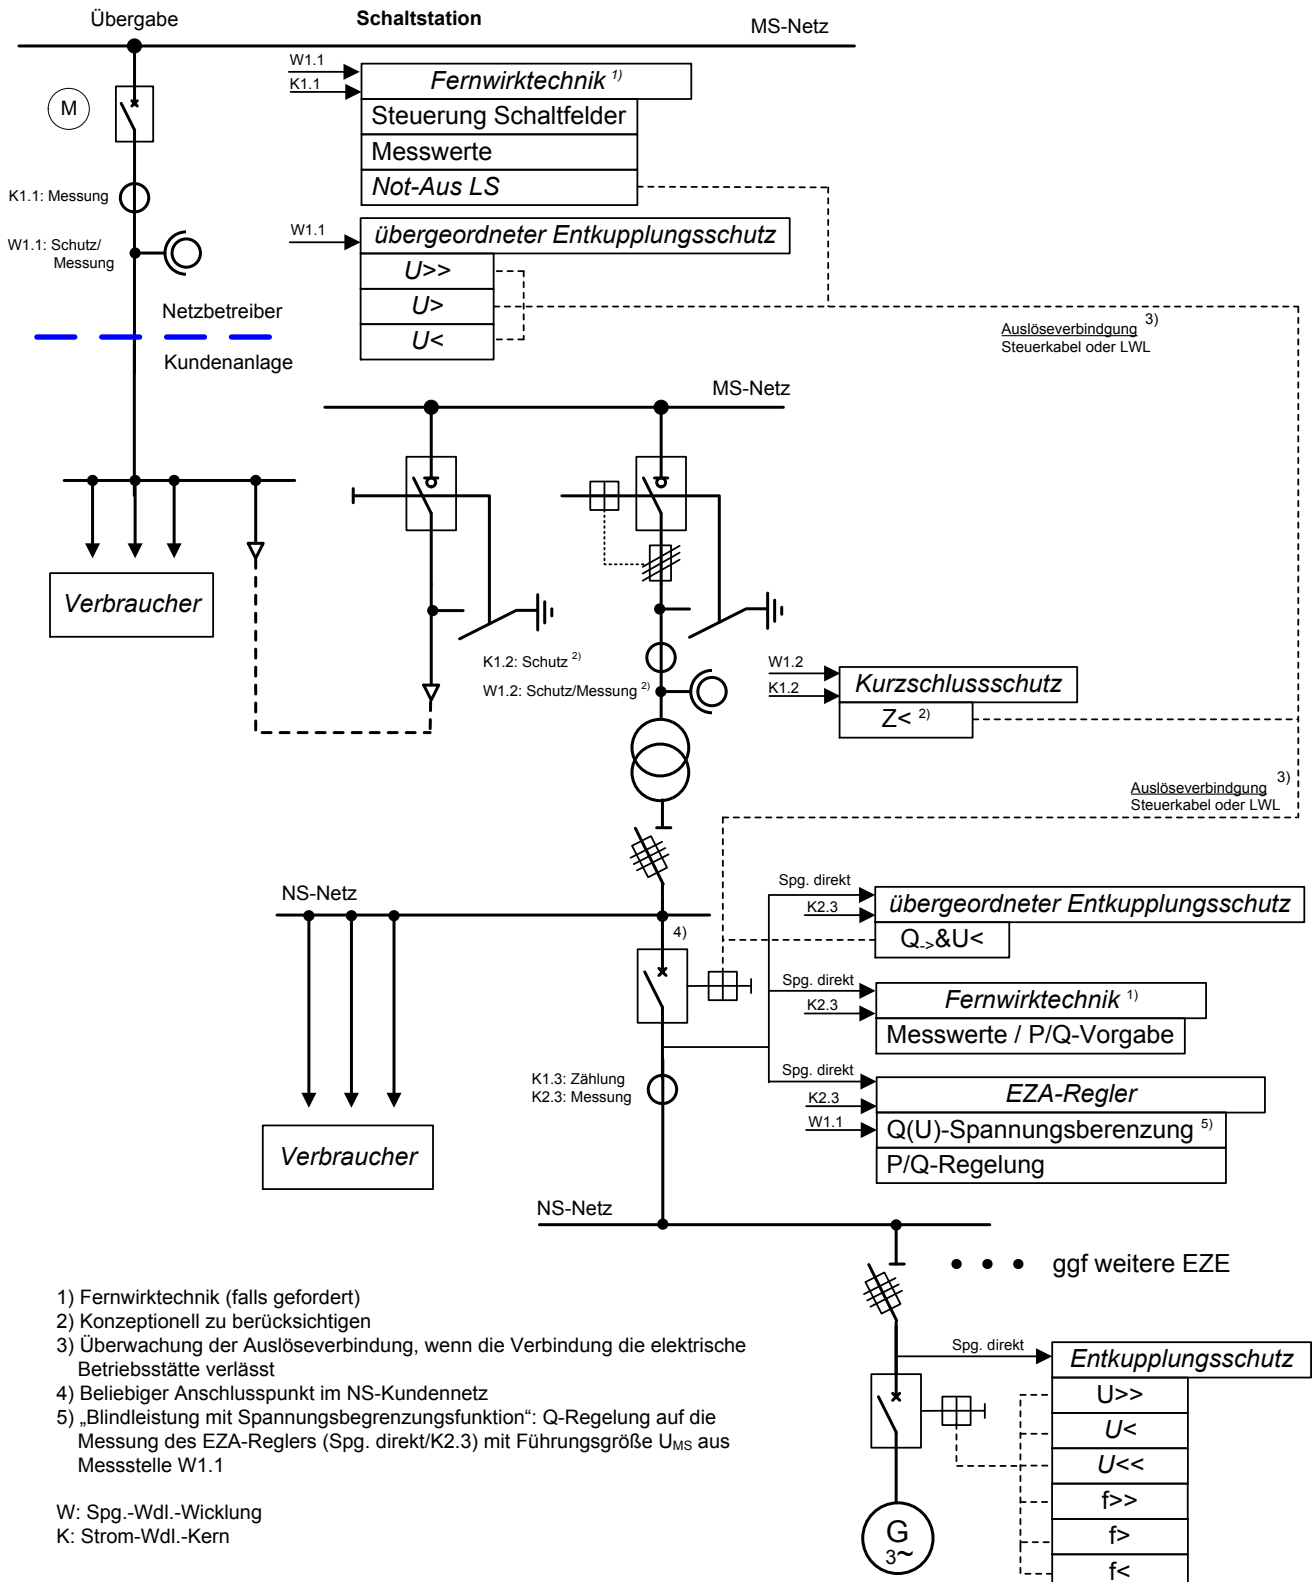 Übergabe
Schaltstation
MS-Netz
M
K1.1: Messung
W1.1: Schutz/
Messung
Netzbetreiber
Kundenanlage
W1.1
K1.1
Fernwirktechnik 1)
Steuerung Schaltfelder
Messwerte
Not-Aus LS
W1.1
übergeordneter Entkupplungsschutz
U>>
U>
U<
Auslöseverbindgung 3)
Steuerkabel oder LWL
MS-Netz
Verbraucher
K1.2: Schutz 2)
W1.2: Schutz/Messung 2)
W1.2
K1.2
Kurzschlussschutz
Z< 2)
Auslöseverbindgung 3)
Steuerkabel oder LWL
NS-Netz
4)
Spg. direkt
K2.3
übergeordneter Entkupplungsschutz
Q->&U<
Spg. direkt
K2.3
Fernwirktechnik 1)
Messwerte / P/Q-Vorgabe
K1.3: Zählung
K2.3: Messung
Spg. direkt
K2.3
W1.1
EZA-Regler
Q(U)-Spannungsberenzung 5)
P/Q-Regelung
Verbraucher
NS-Netz
ggf weitere EZE
Spg. direkt
Entkupplungsschutz
U>>
U<
U<<
f>>
f>
f<
G
3~
1) Fernwirktechnik (falls gefordert)
2) Konzeptionell zu berücksichtigen
3) Überwachung der Auslöseverbindung, wenn die Verbindung die elektrische
Betriebsstätte verlässt
4) Beliebiger Anschlusspunkt im NS-Kundennetz
5) „Blindleistung mit Spannungsbegrenzungsfunktion“: Q-Regelung auf die
Messung des EZA-Reglers (Spg. direkt/K2.3) mit Führungsgröße UMS aus
Messstelle W1.1
W: Spg.-Wdl.-Wicklung
K: Strom-Wdl.-Kern